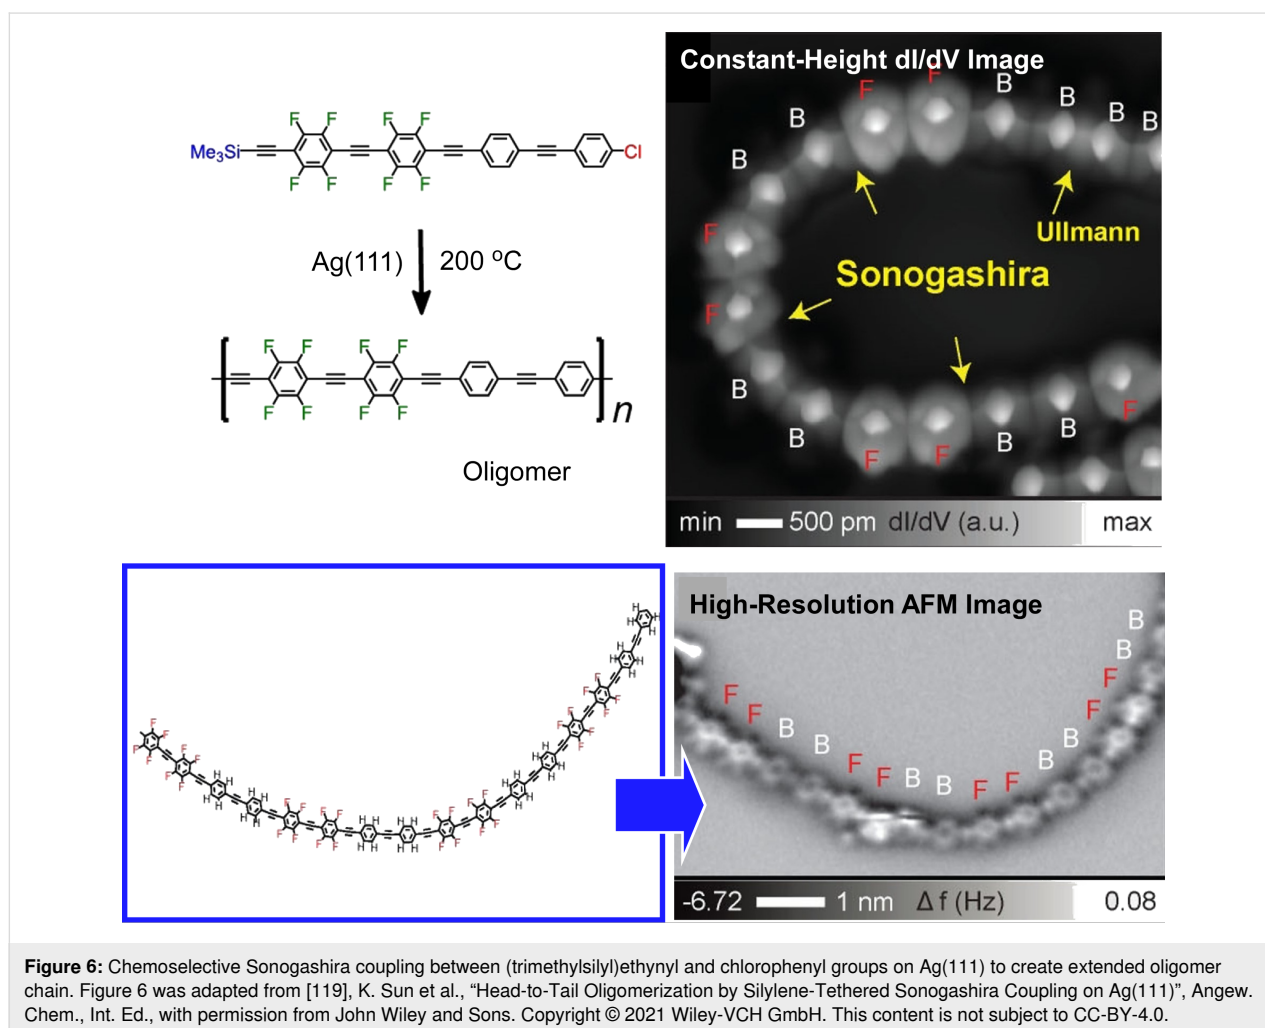 Constant-Height dI/dV Image
F F B B B B
B
B
F F F F
F F F F
Me₃Si
Cl
Ag(111) 200 °C
F
F
Ullmann
Sonogashira
F F F F
F F F F
n
Oligomer
B
B
F F B B F
min 500 pm dI/dV (a.u.) max
High-Resolution AFM Image
B
B
F
F
F
F
B
B
F
F
B
B
F
F
B
B
-6.72 1 nm Δ f (Hz) 0.08
Figure 6: Chemoselective Sonogashira coupling between (trimethylsilyl)ethynyl and chlorophenyl groups on Ag(111) to create extended oligomer
chain. Figure 6 was adapted from [119], K. Sun et al., “Head-to-Tail Oligomerization by Silylene-Tethered Sonogashira Coupling on Ag(111)”, Angew.
Chem., Int. Ed., with permission from John Wiley and Sons. Copyright © 2021 Wiley-VCH GmbH. This content is not subject to CC-BY-4.0.